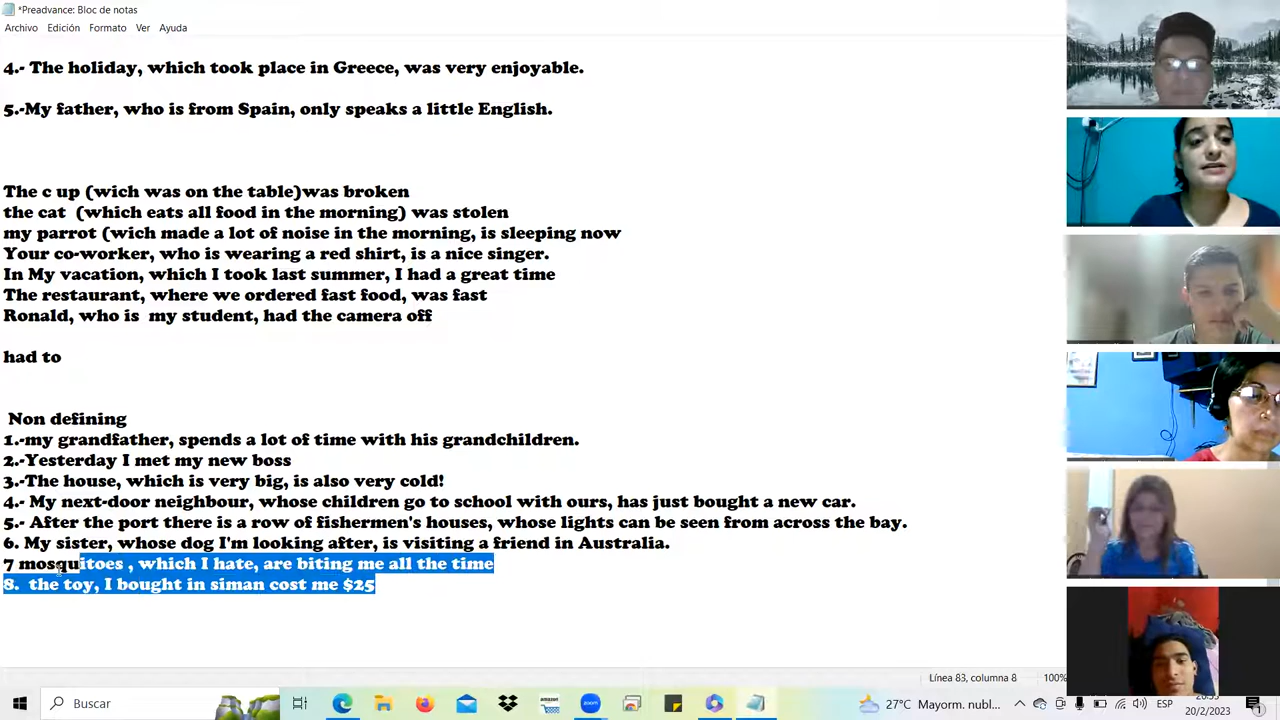 *Preadvance: Bloc de notas
Archivo Edición Formato Ver Ayuda
4.- The holiday, which took place in Greece, was very enjoyable.
5.-My father, who is from Spain, only speaks a little English.
The c up (wich was on the table)was broken
the cat (which eats all food in the morning) was stolen
my parrot (wich made a lot of noise in the morning, is sleeping now
Your co-worker, who is wearing a red shirt, is a nice singer.
In My vacation, which I took last summer, I had a great time
The restaurant, where we ordered fast food, was fast
Ronald, who is my student, had the camera off
had to
Non defining
1.-my grandfather, spends a lot of time with his grandchildren.
2.-Yesterday I met my new boss
3.-The house, which is very big, is also very cold!
4.- My next-door neighbour, whose children go to school with ours, has just bought a new car.
5.- After the port there is a row of fishermen's houses, whose lights can be seen from across the bay.
6. My sister, whose dog I'm looking after, is visiting a friend in Australia.
7 mosquitoes , which I hate, are biting me all the time
8. the toy, I bought in siman cost me $25
Línea 83, columna 8 100%
Buscar
amazon
zoom
27°C Mayorm. nubl... ESP
20/2/2023
1